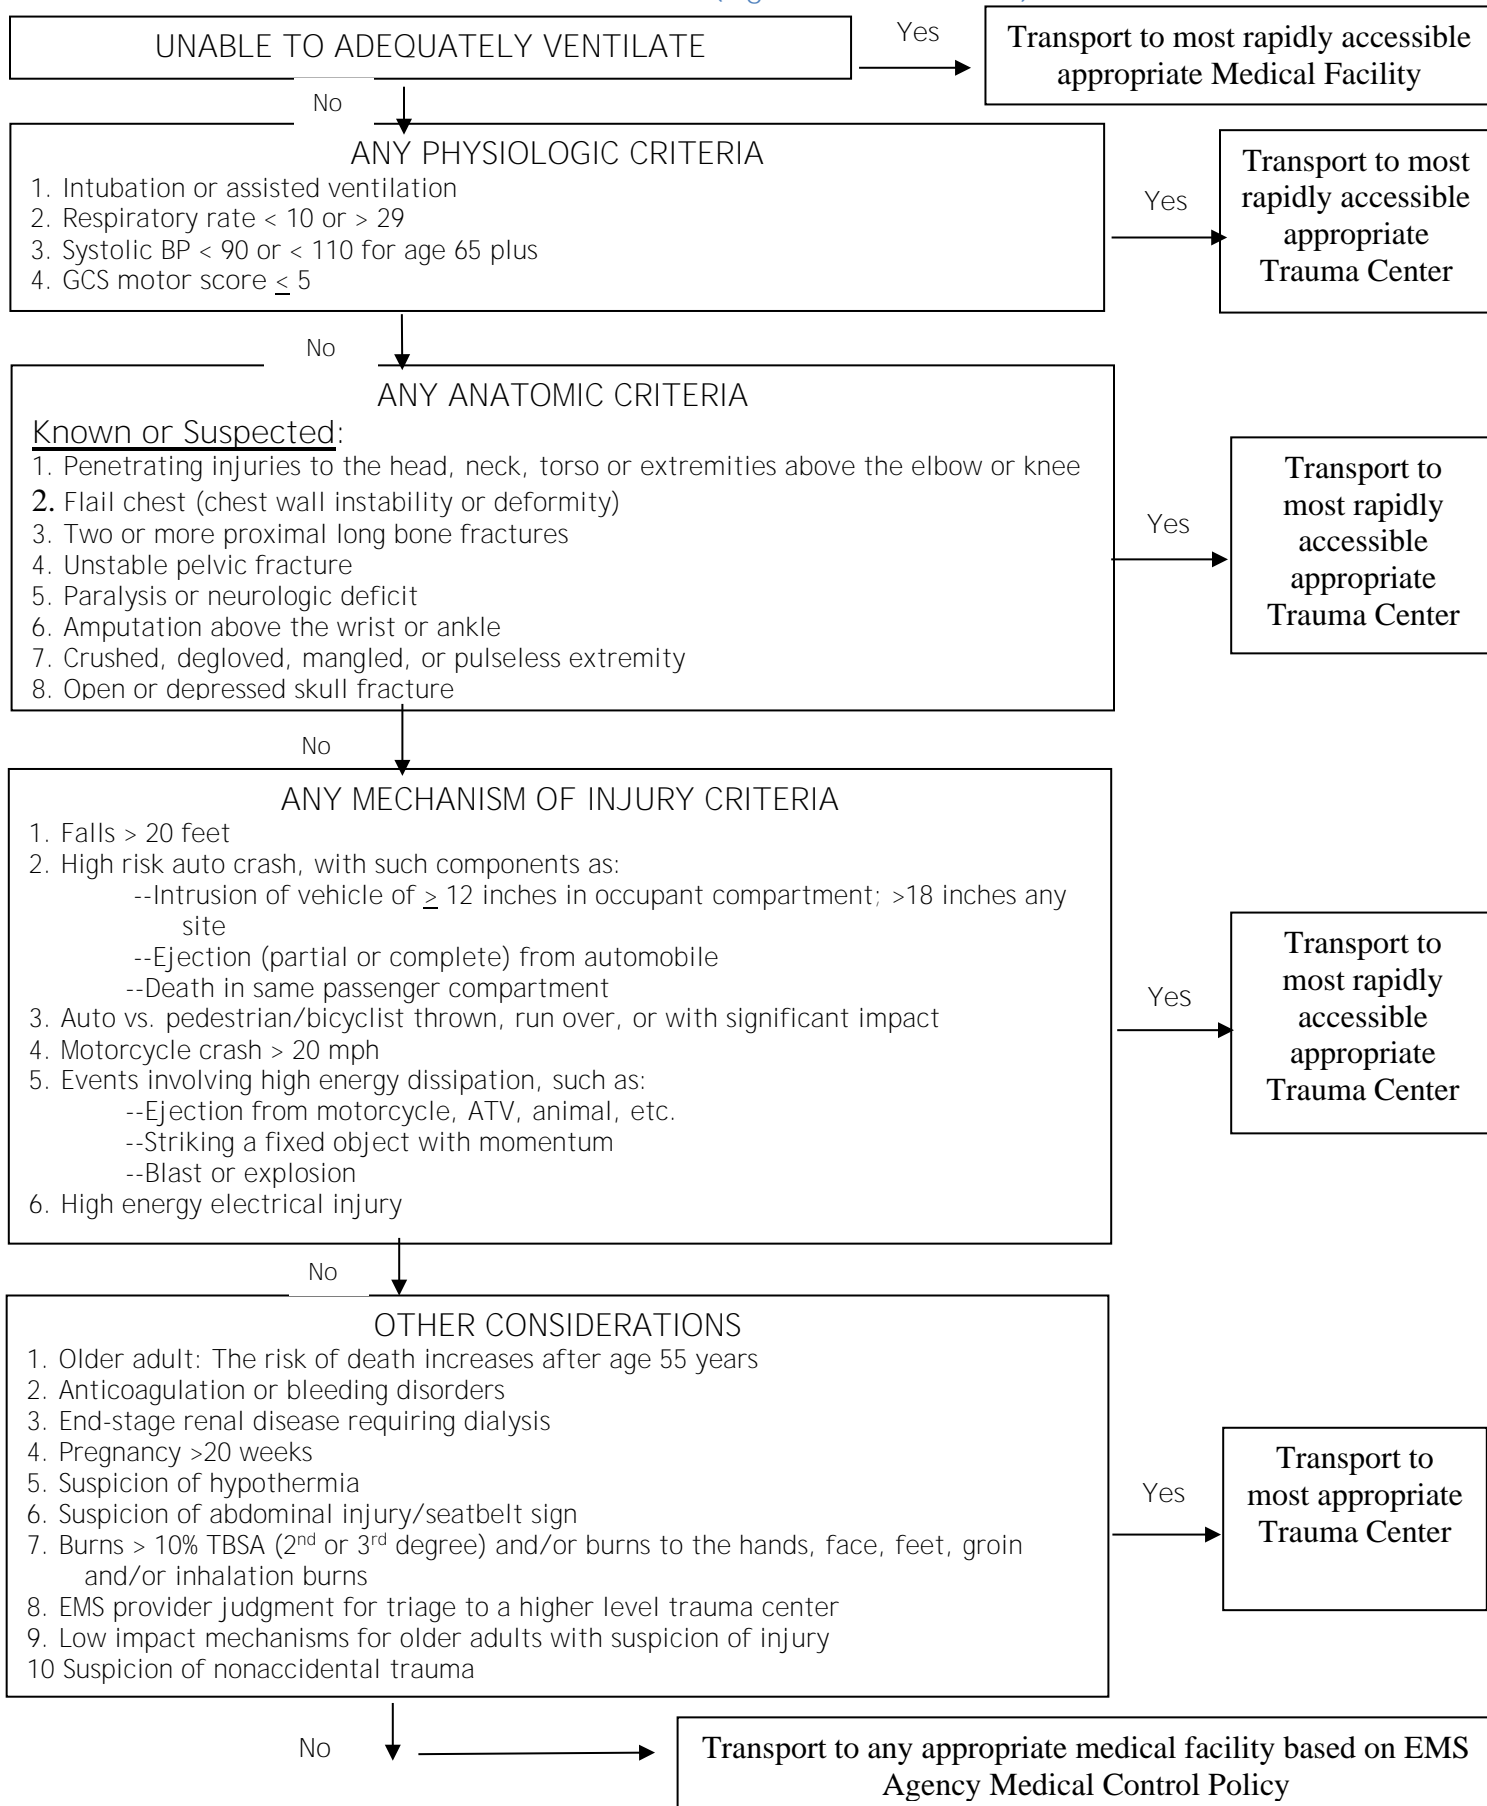 UNABLE TO ADEQUATELY VENTILATE
Yes
Transport to most rapidly accessible
appropriate Medical Facility
No
ANY PHYSIOLOGIC CRITERIA
1. Intubation or assisted ventilation
2. Respiratory rate < 10 or > 29
3. Systolic BP < 90 or < 110 for age 65 plus
4. GCS motor score ≤ 5
Yes
Transport to most
rapidly accessible
appropriate
Trauma Center
No
ANY ANATOMIC CRITERIA
Known or Suspected:
1. Penetrating injuries to the head, neck, torso or extremities above the elbow or knee
2. Flail chest (chest wall instability or deformity)
3. Two or more proximal long bone fractures
4. Unstable pelvic fracture
5. Paralysis or neurologic deficit
6. Amputation above the wrist or ankle
7. Crushed, degloved, mangled, or pulseless extremity
8. Open or depressed skull fracture
Yes
Transport to
most rapidly
accessible
appropriate
Trauma Center
No
ANY MECHANISM OF INJURY CRITERIA
1. Falls > 20 feet
2. High risk auto crash, with such components as:
--Intrusion of vehicle of ≥ 12 inches in occupant compartment; >18 inches any
site
--Ejection (partial or complete) from automobile
--Death in same passenger compartment
3. Auto vs. pedestrian/bicyclist thrown, run over, or with significant impact
4. Motorcycle crash > 20 mph
5. Events involving high energy dissipation, such as:
--Ejection from motorcycle, ATV, animal, etc.
--Striking a fixed object with momentum
--Blast or explosion
6. High energy electrical injury
Yes
Transport to
most rapidly
accessible
appropriate
Trauma Center
No
OTHER CONSIDERATIONS
1. Older adult: The risk of death increases after age 55 years
2. Anticoagulation or bleeding disorders
3. End-stage renal disease requiring dialysis
4. Pregnancy >20 weeks
5. Suspicion of hypothermia
6. Suspicion of abdominal injury/seatbelt sign
7. Burns > 10% TBSA (2nd or 3rd degree) and/or burns to the hands, face, feet, groin
and/or inhalation burns
8. EMS provider judgment for triage to a higher level trauma center
9. Low impact mechanisms for older adults with suspicion of injury
10 Suspicion of nonaccidental trauma
Yes
Transport to
most appropriate
Trauma Center
No
Transport to any appropriate medical facility based on EMS
Agency Medical Control Policy